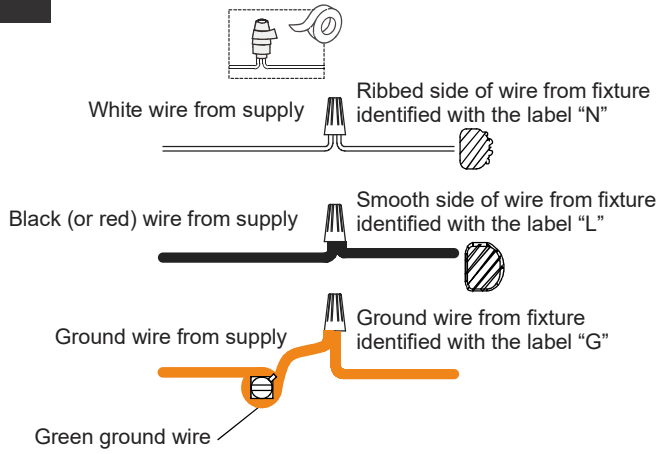 White wire from supply
Ribbed side of wire from fixture
identified with the label “N”
Black (or red) wire from supply
Smooth side of wire from fixture
identified with the label “L”
Ground wire from supply
Ground wire from fixture
identified with the label “G”
Green ground wire